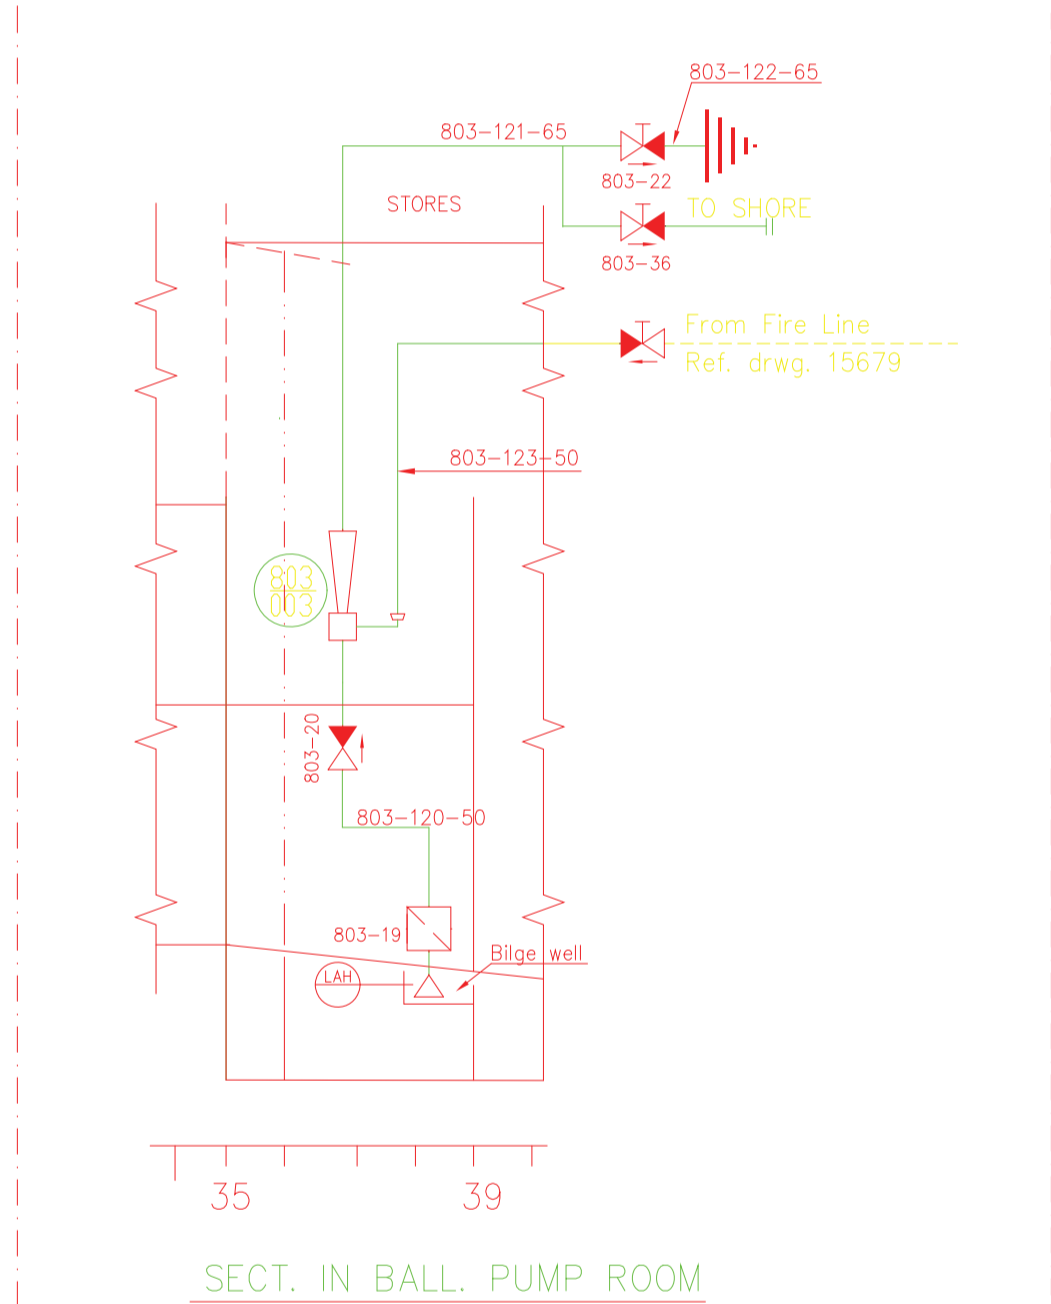 803-122-65
803-121-65
803-22
STORES
TO SHORE
803-36
From Fire Line
Ref. drwg. 15679
803-123-50
803
003
803-20
803-120-50
803-19
Bilge well
LAH
35
39
SECT. IN BALL. PUMP ROOM